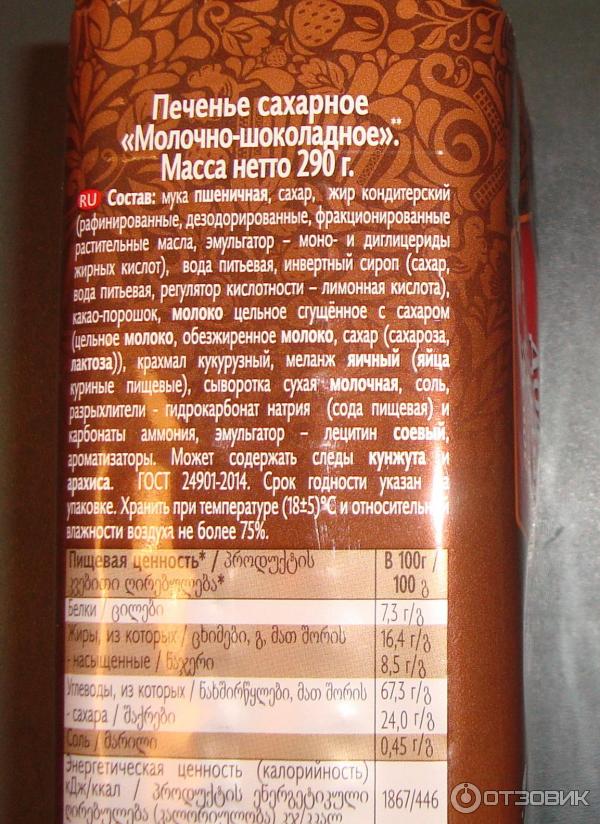 Печенье сахарное
«Молочно-шоколадное».**
Масса нетто 290 г.
RU Состав: мука пшеничная, сахар, жир кондитерский
(рафинированные, дезодорированные, фракционированные
растительные масла, эмульгатор – моно- и диглицериды
жирных кислот), вода питьевая, инвертный сироп (сахар,
вода питьевая, регулятор кислотности – лимонная кислота),
какао-порошок, молоко цельное сгущённое с сахаром
(цельное молоко, обезжиренное молоко, сахар (сахароза,
лактоза)), крахмал кукурузный, меланж яичный (яйца
куриные пищевые), сыворотка сухая молочная, соль,
разрыхлители - гидрокарбонат натрия (сода пищевая) и
карбонаты аммония, эмульгатор – лецитин соевый,
ароматизаторы. Может содержать следы кунжута и
арахиса. ГОСТ 24901-2014. Срок годности указан на
упаковке. Хранить при температуре (18±5)°С и относительной
влажности воздуха не более 75%.
Пищевая ценность* / პროდუქტის
კვებითი ღირებულება*
В 100г /
100 გ
Белки / ცილები 7,3 г/გ
Жиры, из которых / ცხიმები, გ, მათ შორის 16,4 г/გ
- насыщенные / ნაჯერი 8,5 г/გ
Углеводы, из которых / ნახშირწყლები, მათ შორის 67,3 г/გ
- сахара / შაქრები 24,0 г/გ
Соль / მარილი 0,45 г/გ
Энергетическая ценность (калорийность)
кДж/ккал / პროდუქტის ენერგეტიკული 1867/446
ღირებულება (კალორიულობა) კჯ/კკალ
ОТЗОВИК